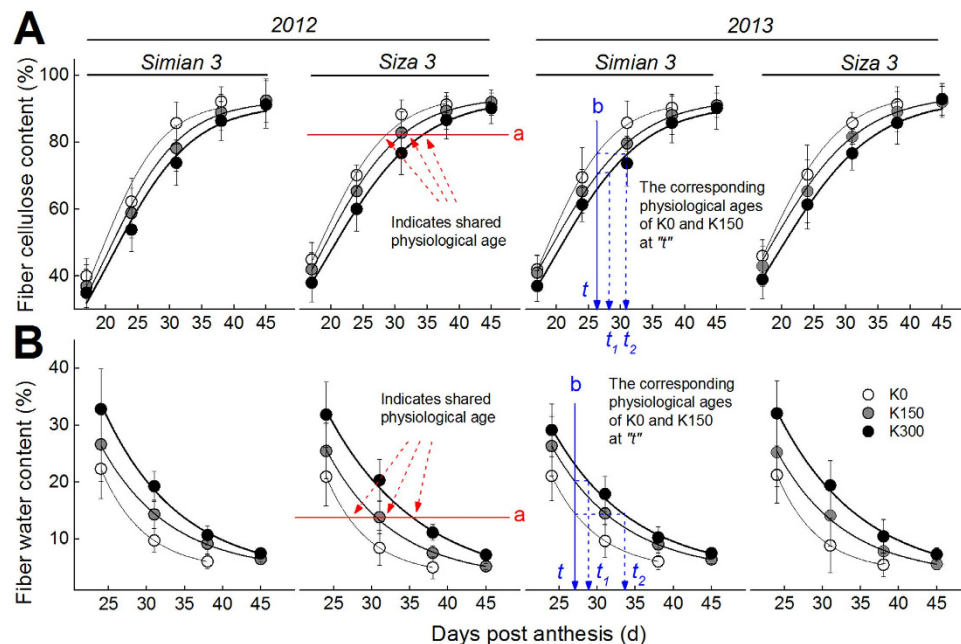 A
2012
2013
Simian 3
Siza 3
Simian 3
Siza 3
Fiber cellulose content (%)
100
80
60
40
a
Indicates shared
physiological age
b
The corresponding
physiological ages
of K0 and K150
at "t"
t
t1
t2
20 25 30 35 40 45
20 25 30 35 40 45
20 25 30 35 40 45
20 25 30 35 40 45
B
Fiber water content (%)
40
30
20
10
Indicates shared
physiological age
a
b
The corresponding
physiological ages
of K0 and K150
at "t"
t
t1
t2
K0
K150
K300
25 30 35 40 45
25 30 35 40 45
25 30 35 40 45
25 30 35 40 45
Days post anthesis (d)